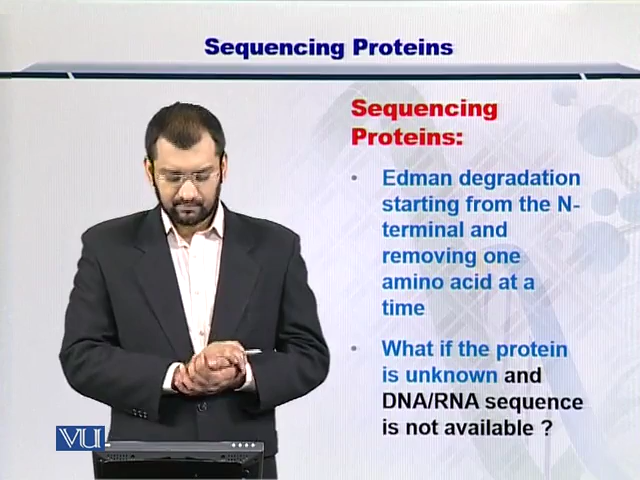 Sequencing Proteins
Sequencing
Proteins:
• Edman degradation
starting from the N-
terminal and
removing one
amino acid at a
time
• What if the protein
is unknown and
DNA/RNA sequence
is not available ?
VU